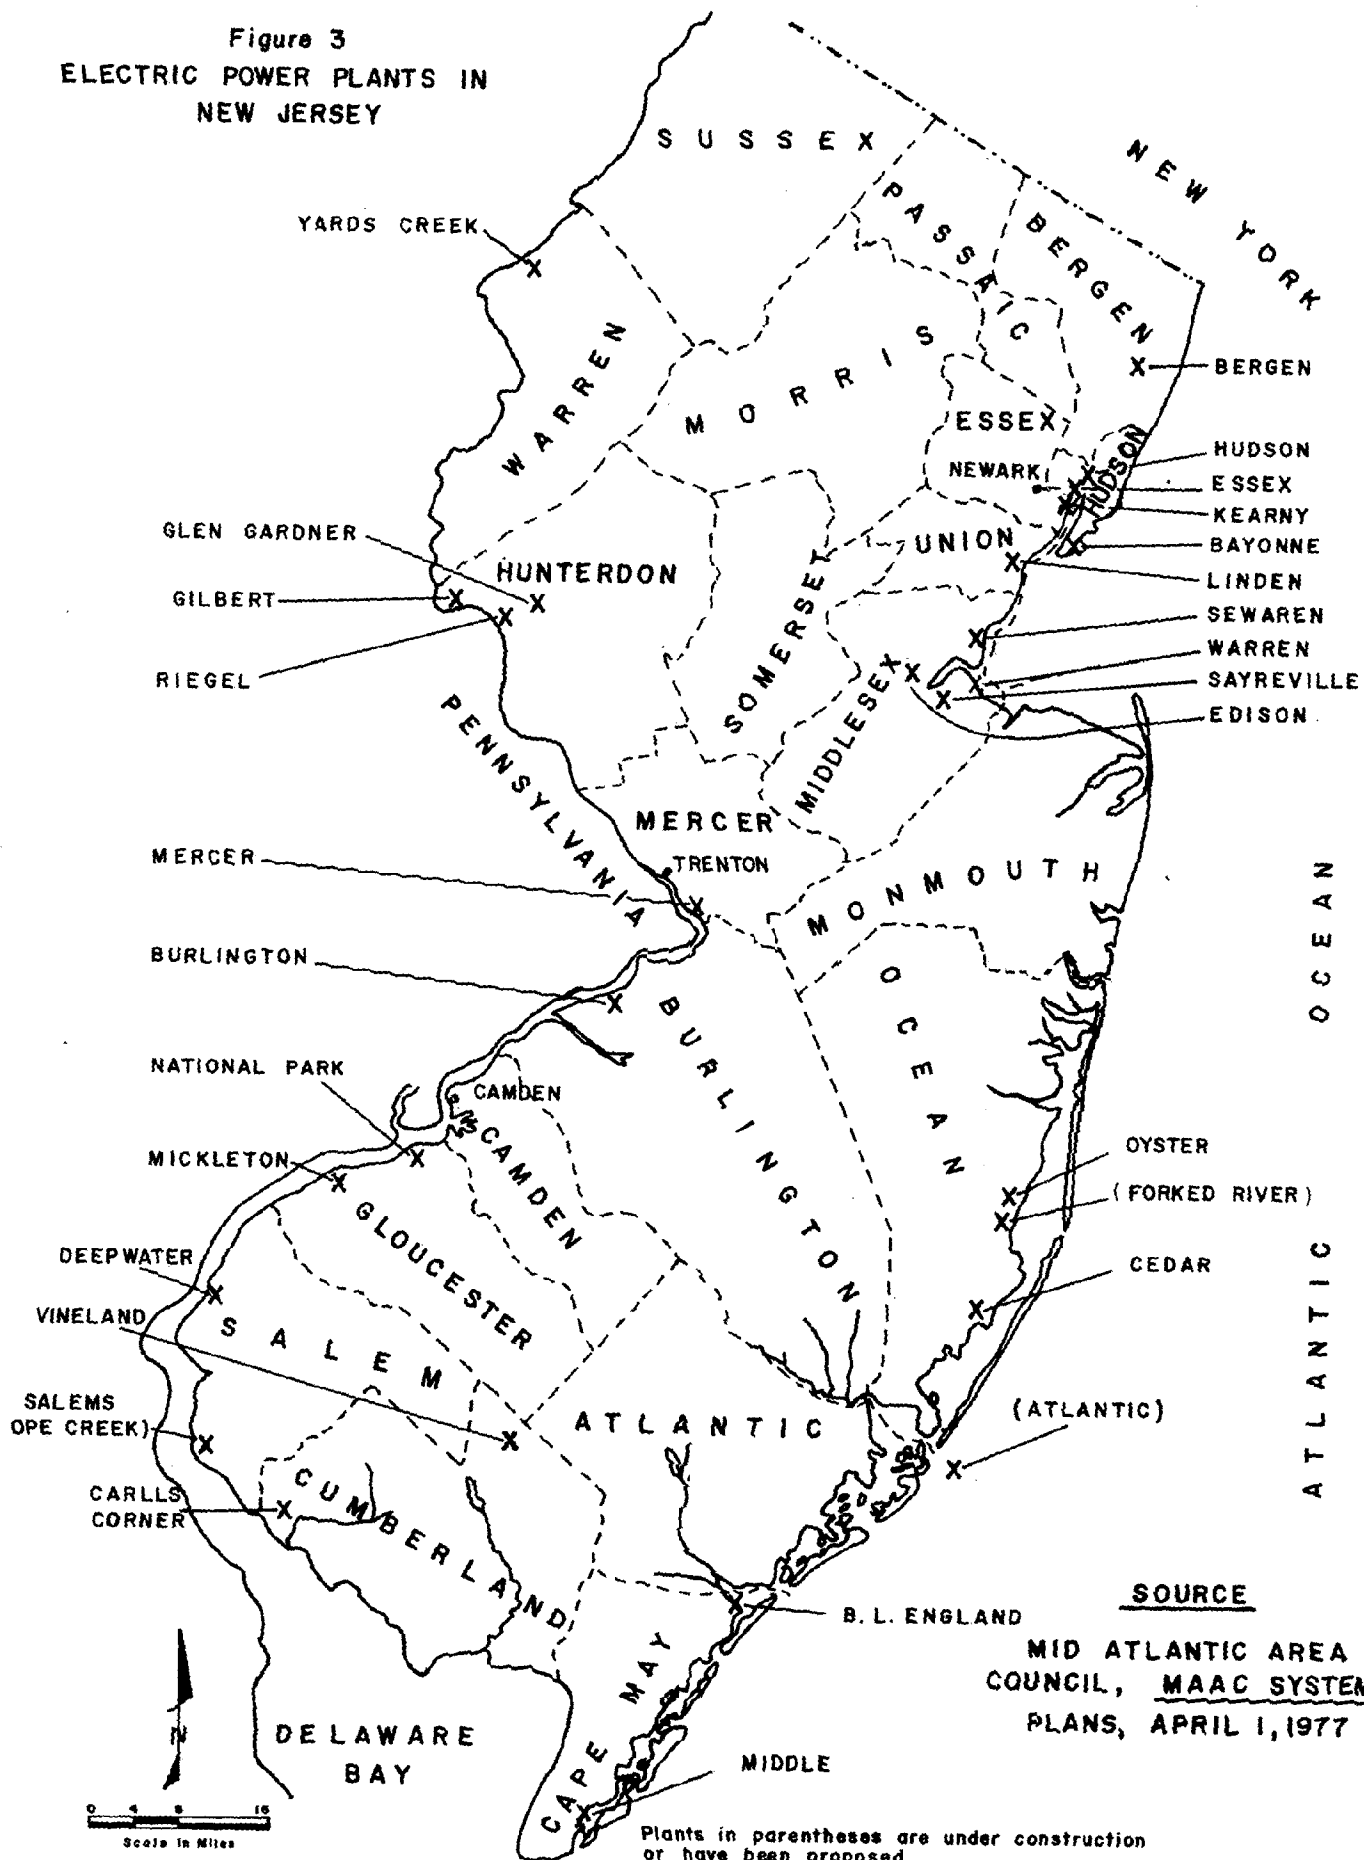 Figure 3
ELECTRIC POWER PLANTS IN
NEW JERSEY
SUSSEX
NEW YORK
PASSAIC
BERGEN
YARDS CREEK
WARREN
MORRIS
BERGEN
ESSEX
HUDSON
HUDSON
NEWARK
ESSEX
KEARNY
GLEN GARDNER
UNION
BAYONNE
HUNTERDON
LINDEN
GILBERT
SOMERSET
SEWAREN
WARREN
RIEGEL
SAYREVILLE
MIDDLESEX
EDISON
PENNSYLVANIA
MERCER
MERCER
TRENTON
MONMOUTH
OCEAN
BURLINGTON
OCEAN
BURLINGTON
NATIONAL PARK
CAMDEN
CAMDEN
MICKLETON
OYSTER
(FORKED RIVER)
GLOUCESTER
DEEPWATER
CEDAR
ATLANTIC
VINELAND
SALEM
SALEMS
OPE CREEK)
ATLANTIC
(ATLANTIC)
CARLLS
CORNER
CUMBERLAND
B.L. ENGLAND
SOURCE
MID ATLANTIC AREA
COUNCIL, MAAC SYSTEM
PLANS, APRIL 1, 1977
CAPE MAY
N
DELAWARE
BAY
MIDDLE
0 4 8 16
Scale in Miles
Plants in parentheses are under construction
or have been proposed